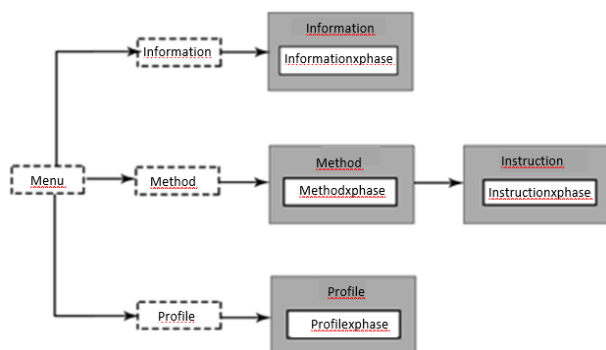 Information
Information
Informationxphase
Menu
Method
Method
Methodxphase
Instruction
Instructionxphase
Profile
Profile
Profilexphase